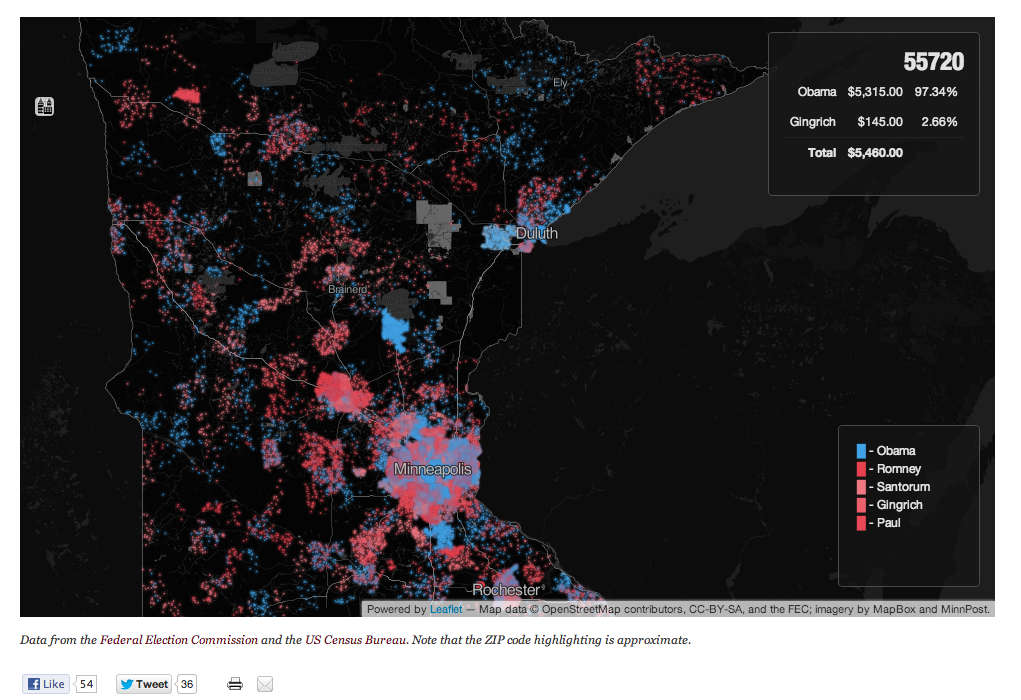 55720
Obama $5,315.00 97.34%
Gingrich $145.00 2.66%
Total $5,460.00
Ely
Duluth
Brainerd
Minneapolis
Rochester
- Obama
- Romney
- Santorum
- Gingrich
- Paul
Powered by Leaflet — Map data © OpenStreetMap contributors, CC-BY-SA, and the FEC; imagery by MapBox and MinnPost.
Data from the Federal Election Commission and the US Census Bureau. Note that the ZIP code highlighting is approximate.
Like 54 Tweet 36